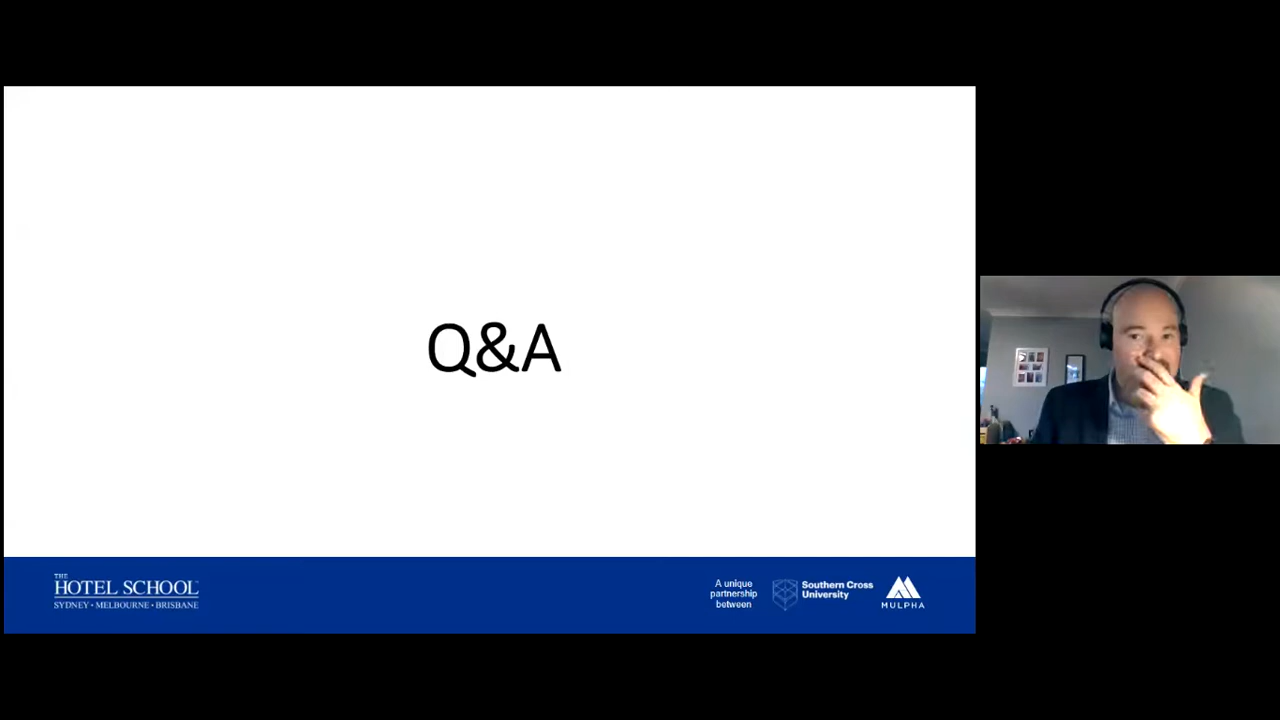 Q&A
THE
HOTEL SCHOOL
SYDNEY • MELBOURNE • BRISBANE
A unique
partnership
between
Southern Cross
University
MULPHA